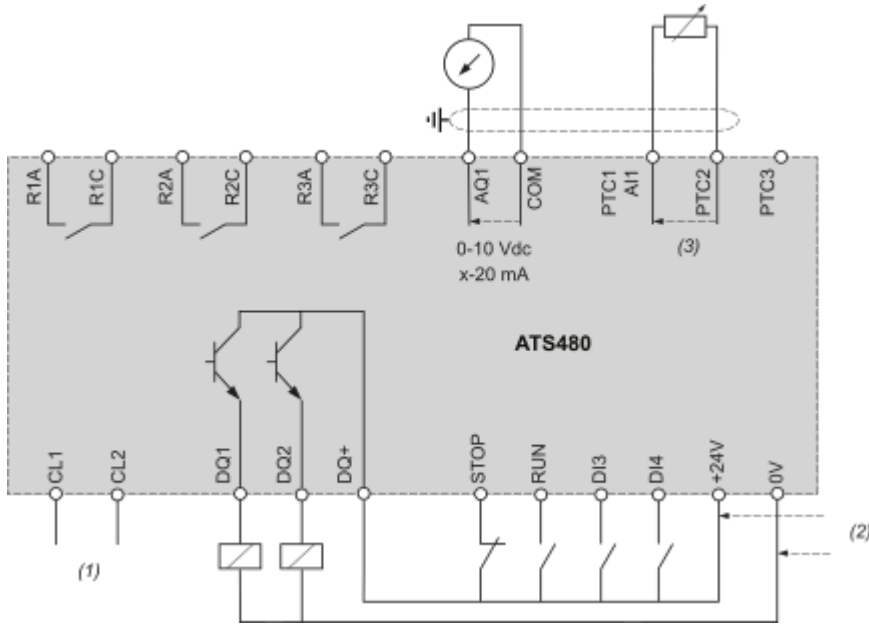 R1A
R1C
R2A
R2C
R3A
R3C
AQ1
COM
PTC1
AI1
PTC2
PTC3
0-10 Vdc
x-20 mA
(3)
ATS480
CL1
CL2
DQ1
DQ2
DQ+
STOP
RUN
DI3
DI4
+24V
0V
(1)
(2)